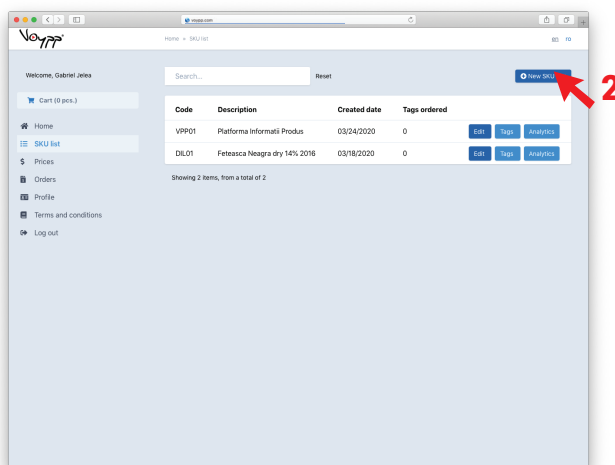 voypp.com
Voypp
Home » SKU list
en ro
Welcome, Gabriel Jelea
Search...
Reset
New SKU
2
Cart (0 pcs.)
Code Description Created date Tags ordered
Home
VPP01 Platforma Informatii Produs 03/24/2020 0 Edit Tags Analytics
SKU list
DIL01 Feteasca Neagra dry 14% 2016 03/18/2020 0 Edit Tags Analytics
Prices
Showing 2 items, from a total of 2
Orders
Profile
Terms and conditions
Log out